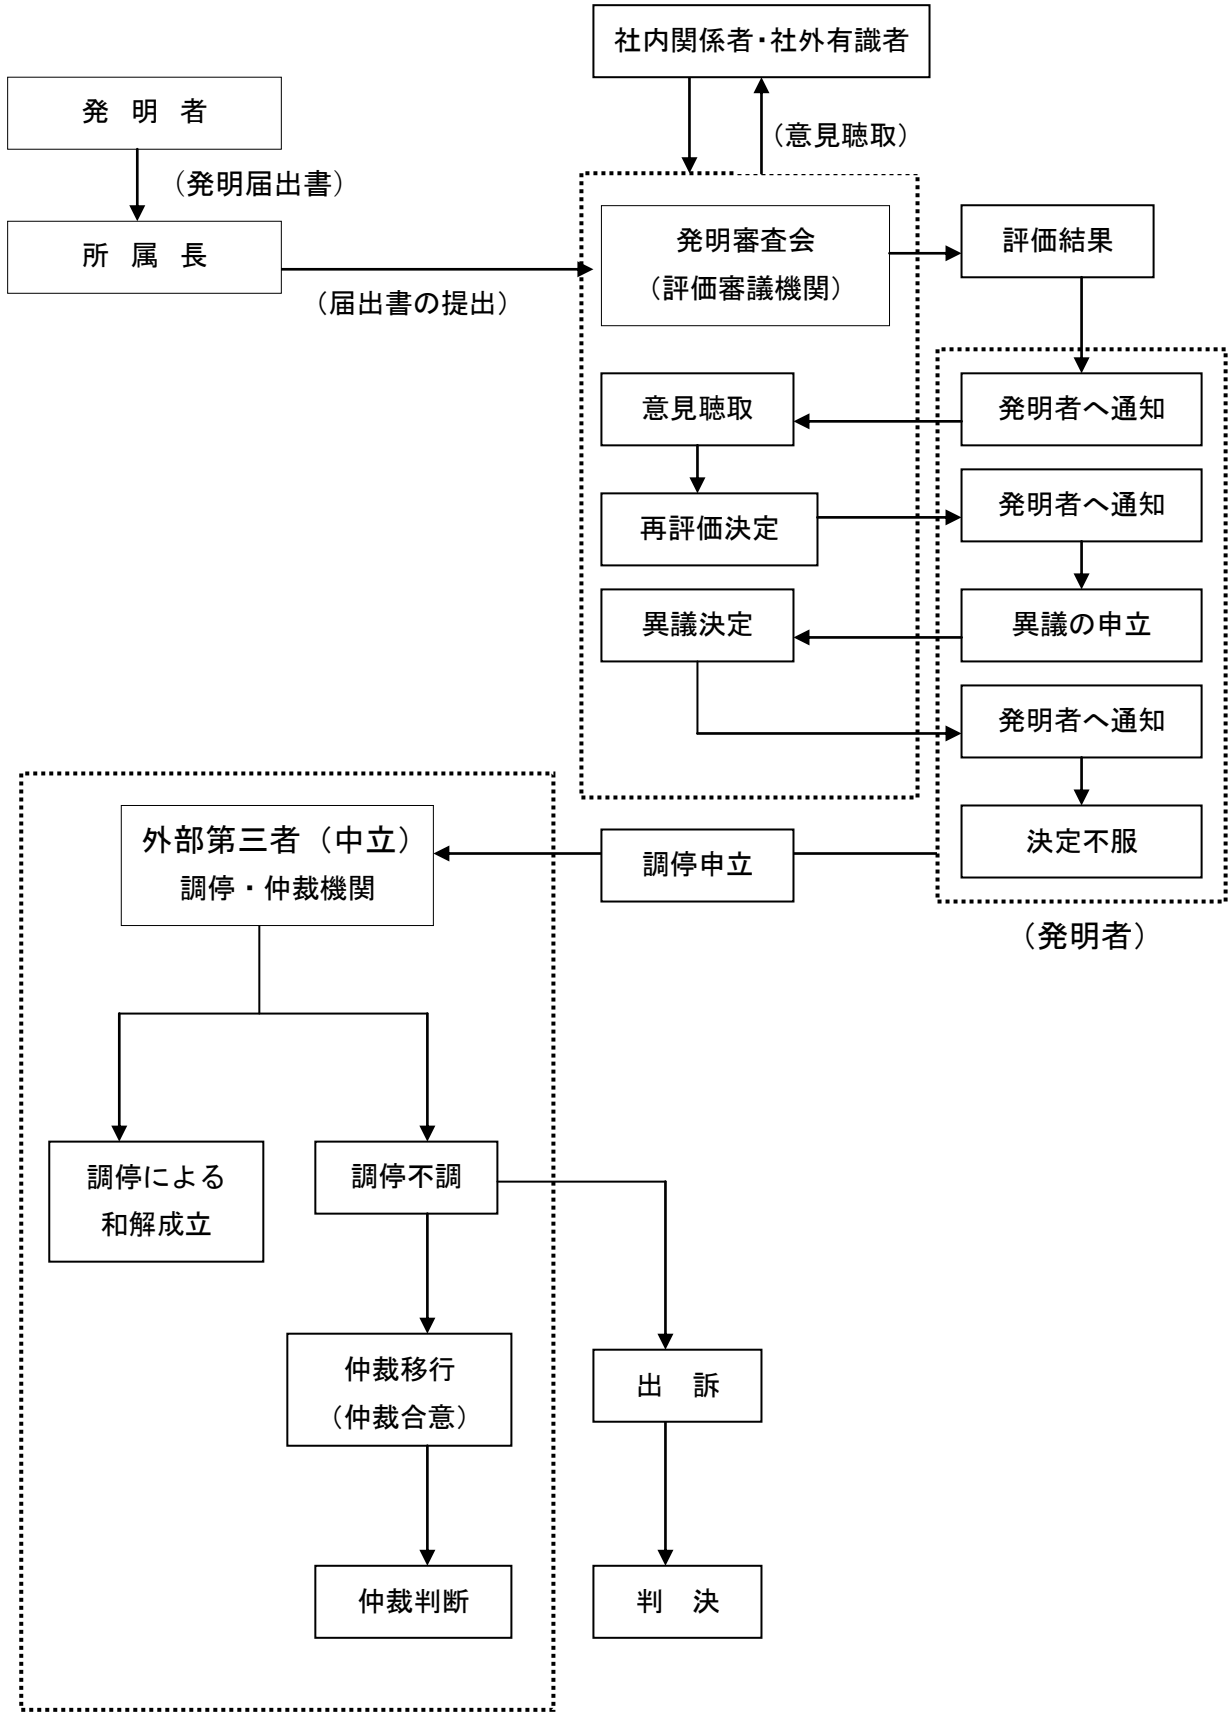 社内関係者・社外有識者
発 明 者
（意見聴取）
（発明届出書）
所 属 長
発明審査会
（評価審議機関）
評価結果
（届出書の提出）
意見聴取
発明者へ通知
再評価決定
発明者へ通知
異議決定
異議の申立
発明者へ通知
外部第三者（中立）
調停・仲裁機関
調停申立
決定不服
（発明者）
調停による
和解成立
調停不調
仲裁移行
（仲裁合意）
出 訴
仲裁判断
判 決